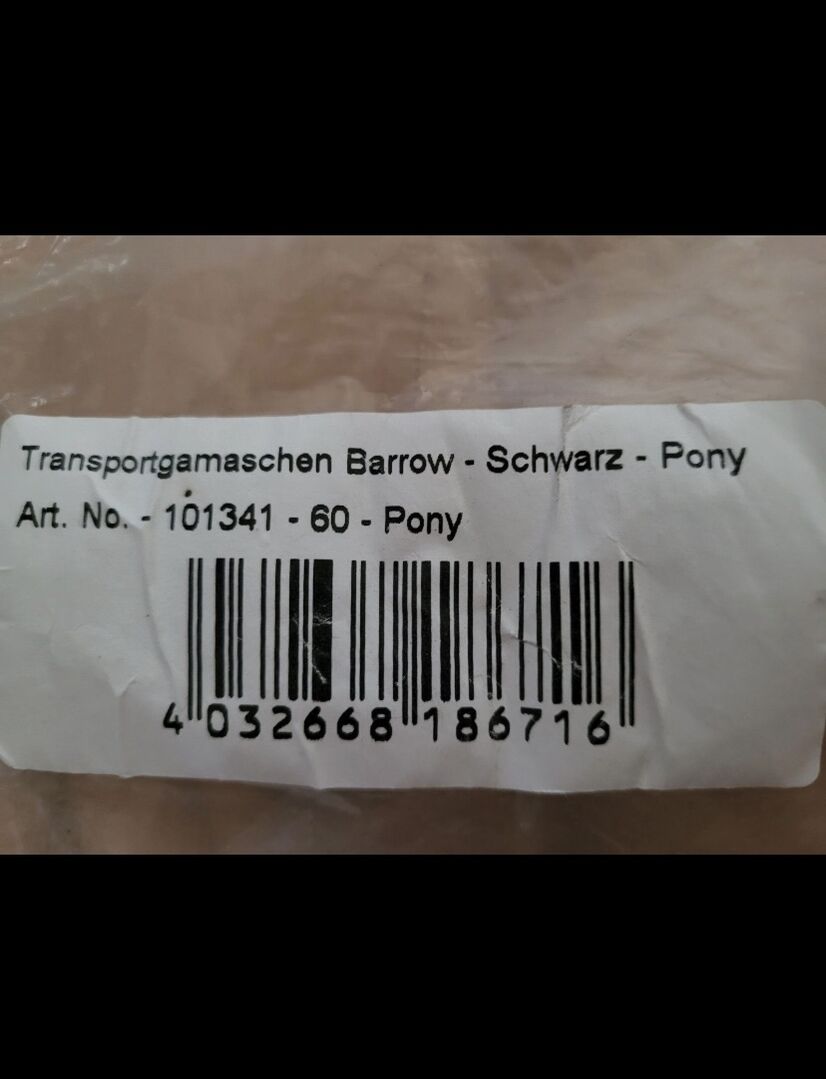 Transportgamaschen Barrow - Schwarz - Pony
Art. No. - 101341 - 60 - Pony
4 032668 186716